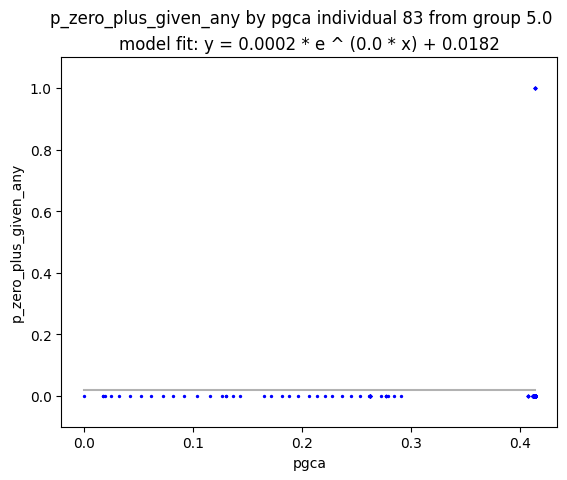 p_zero_plus_given_any by pgca individual 83 from group 5.0
model fit: y = 0.0002 * e ^ (0.0 * x) + 0.0182
1.0
0.8
0.6
0.4
0.2
0.0
p_zero_plus_given_any
0.0 0.1 0.2 0.3 0.4
pgca